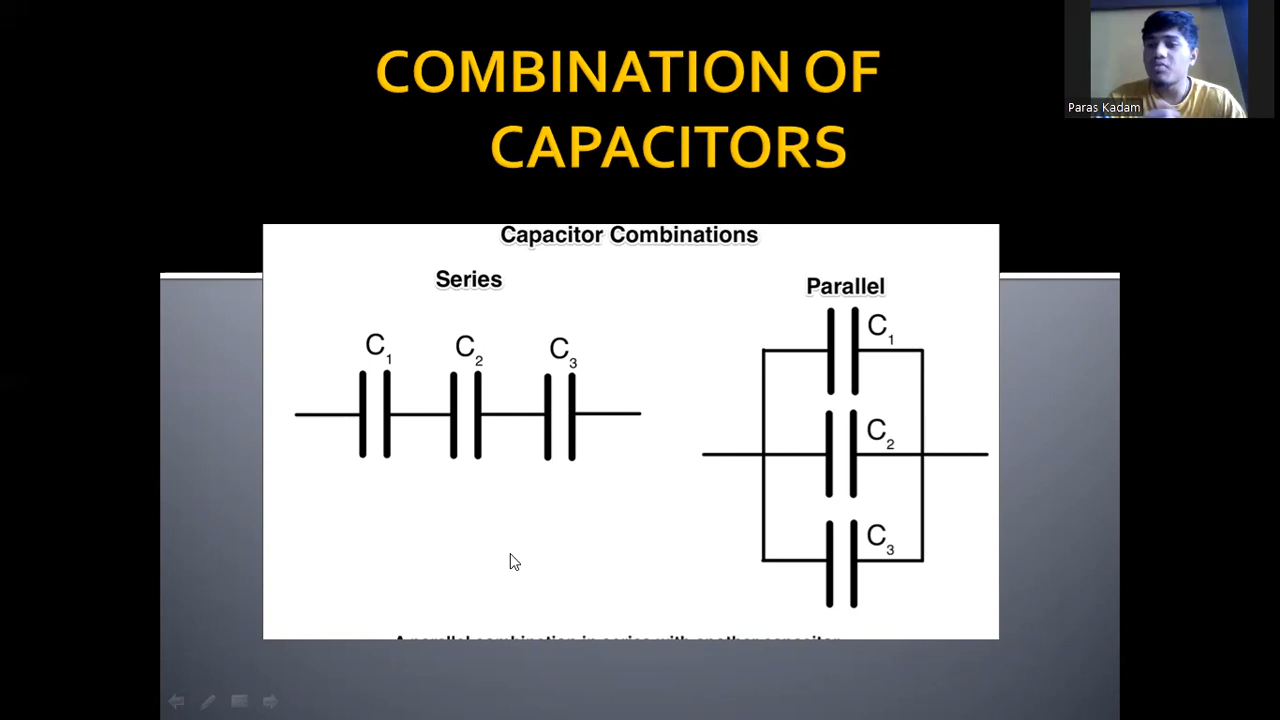 COMBINATION OF
CAPACITORS
Paras Kadam
Capacitor Combinations
Series
Parallel
C1
C2
C3
C1
C2
C3
A parallel combination in series with another capacitor